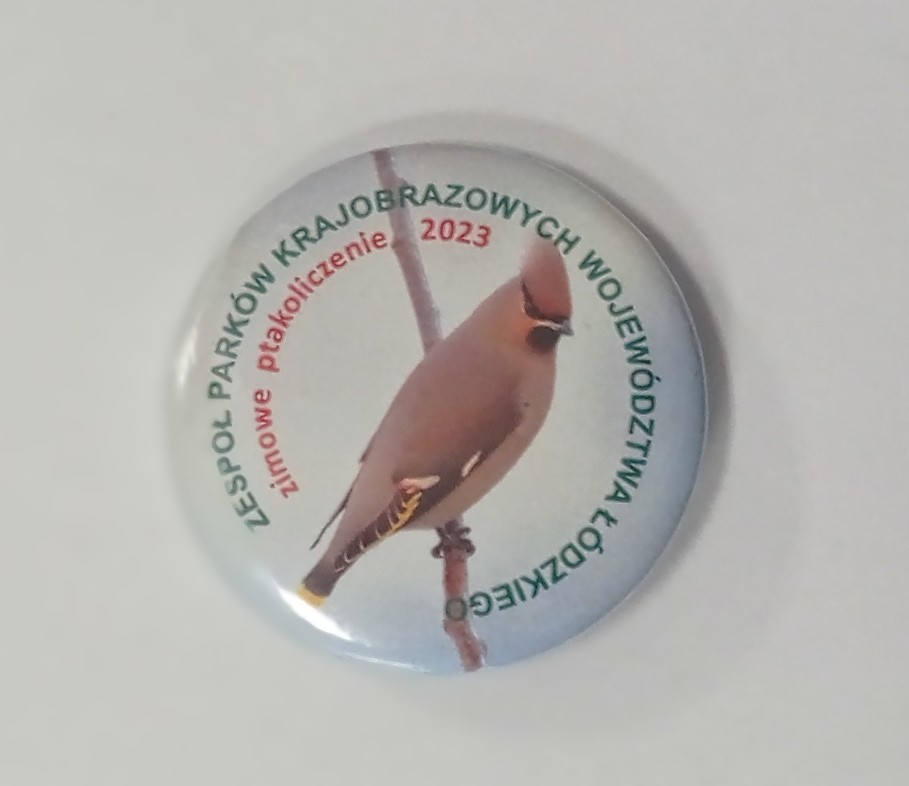 ZESPÓŁ PARKÓW KRAJOBRAZOWYCH WOJEWÓDZTWA ŁÓDZKIEGO
zimowe ptakoliczenie 2023